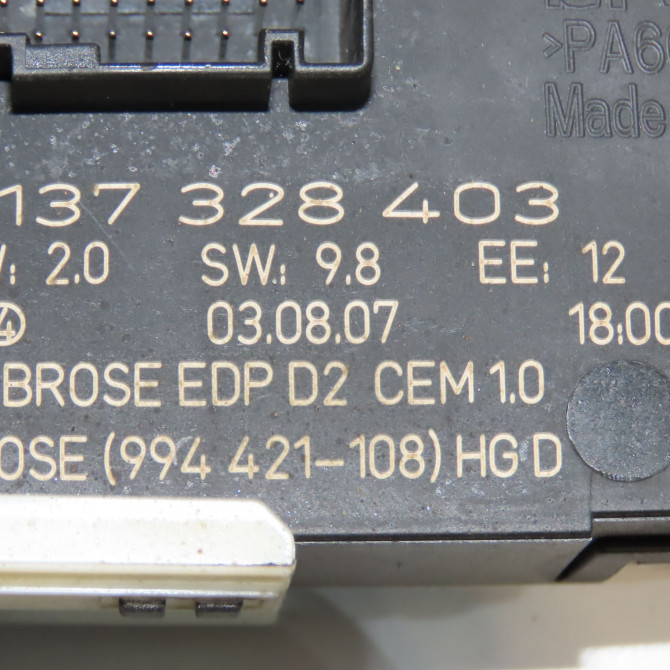 >PA6
Made
137 328 403
: 2.0 SW: 9.8 EE: 12
4 03.08.07 18:00
BROSE EDP D2 CEM 1.0
OSE (994 421-108) HG D